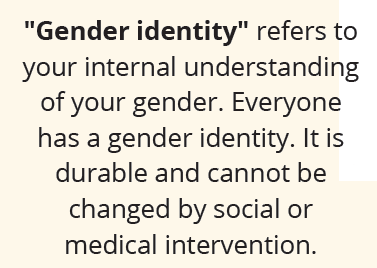 "Gender identity" refers to
your internal understanding
of your gender. Everyone
has a gender identity. It is
durable and cannot be
changed by social or
medical intervention.